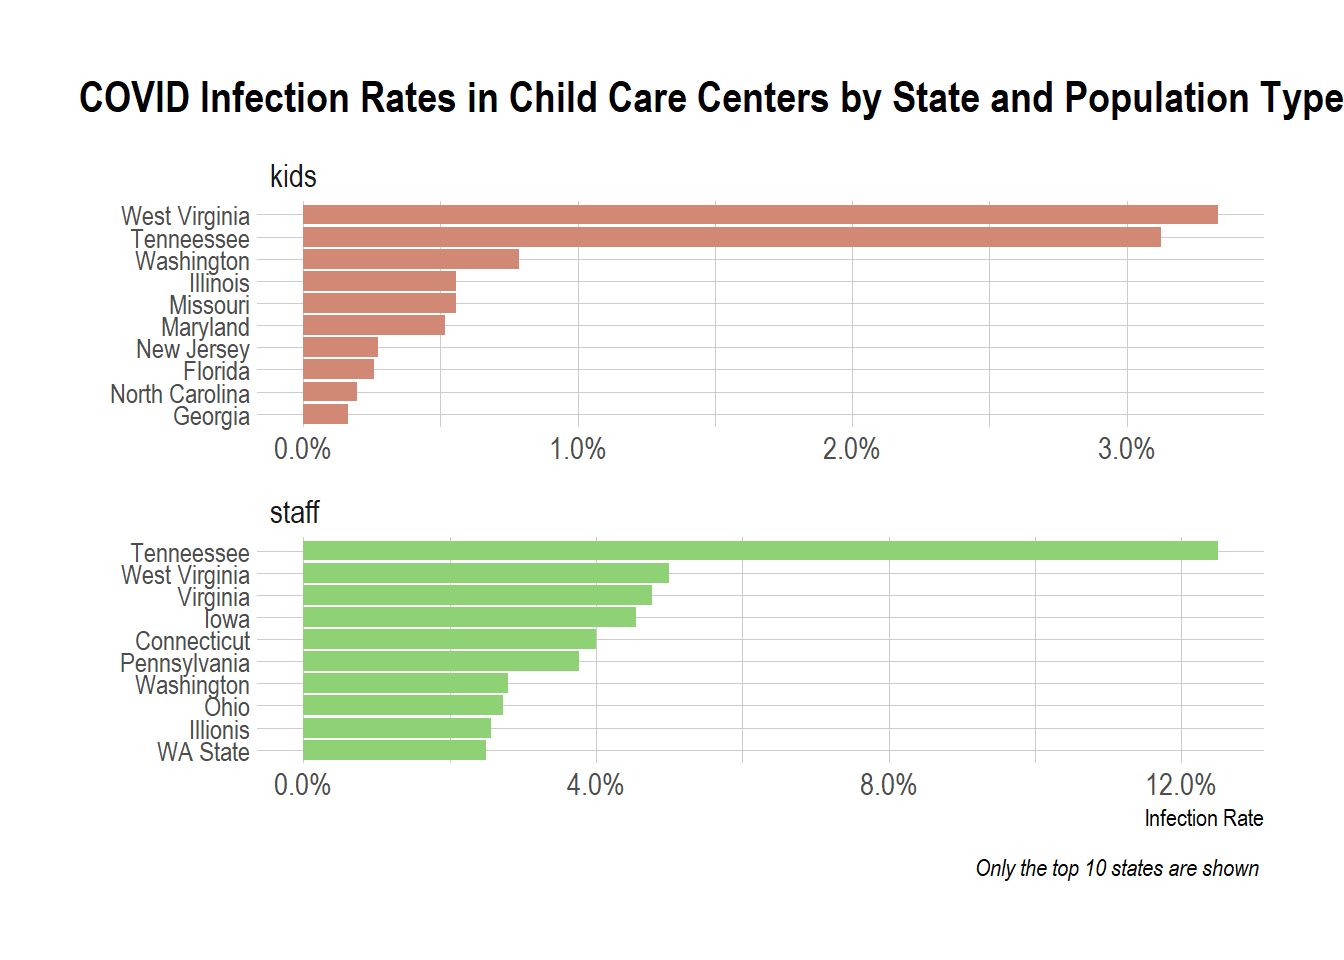 COVID Infection Rates in Child Care Centers by State and Population Type
kids
West Virginia
Tenneessee
Washington
Illinois
Missouri
Maryland
New Jersey
Florida
North Carolina
Georgia
0.0% 1.0% 2.0% 3.0%
staff
Tenneessee
West Virginia
Virginia
Iowa
Connecticut
Pennsylvania
Washington
Ohio
Illionis
WA State
0.0% 4.0% 8.0% 12.0%
Infection Rate
Only the top 10 states are shown